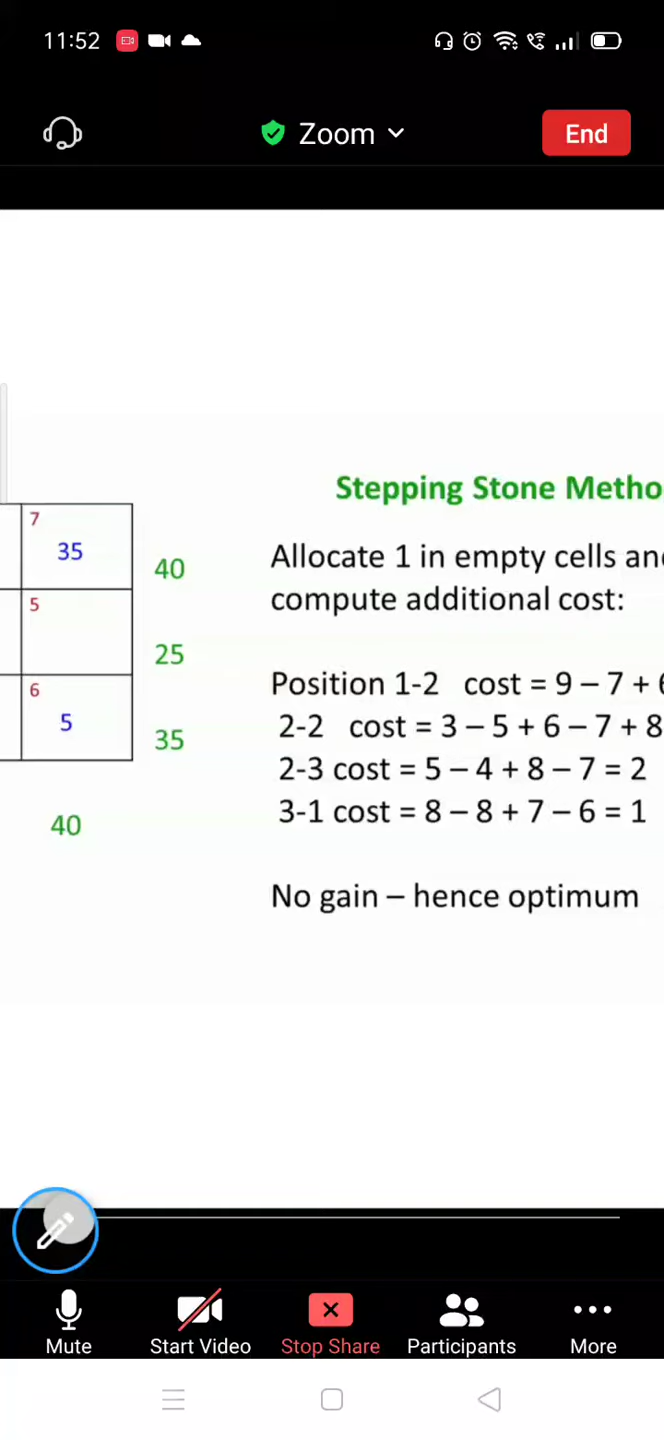 11:52
Zoom
End
Stepping Stone Metho
7
35
40
Allocate 1 in empty cells and
compute additional cost:
5
25
Position 1-2 cost = 9 – 7 + 6
6
5
35
2-2 cost = 3 – 5 + 6 – 7 + 8
2-3 cost = 5 – 4 + 8 – 7 = 2
3-1 cost = 8 – 8 + 7 – 6 = 1
40
No gain – hence optimum
Mute
Start Video
Stop Share
Participants
More